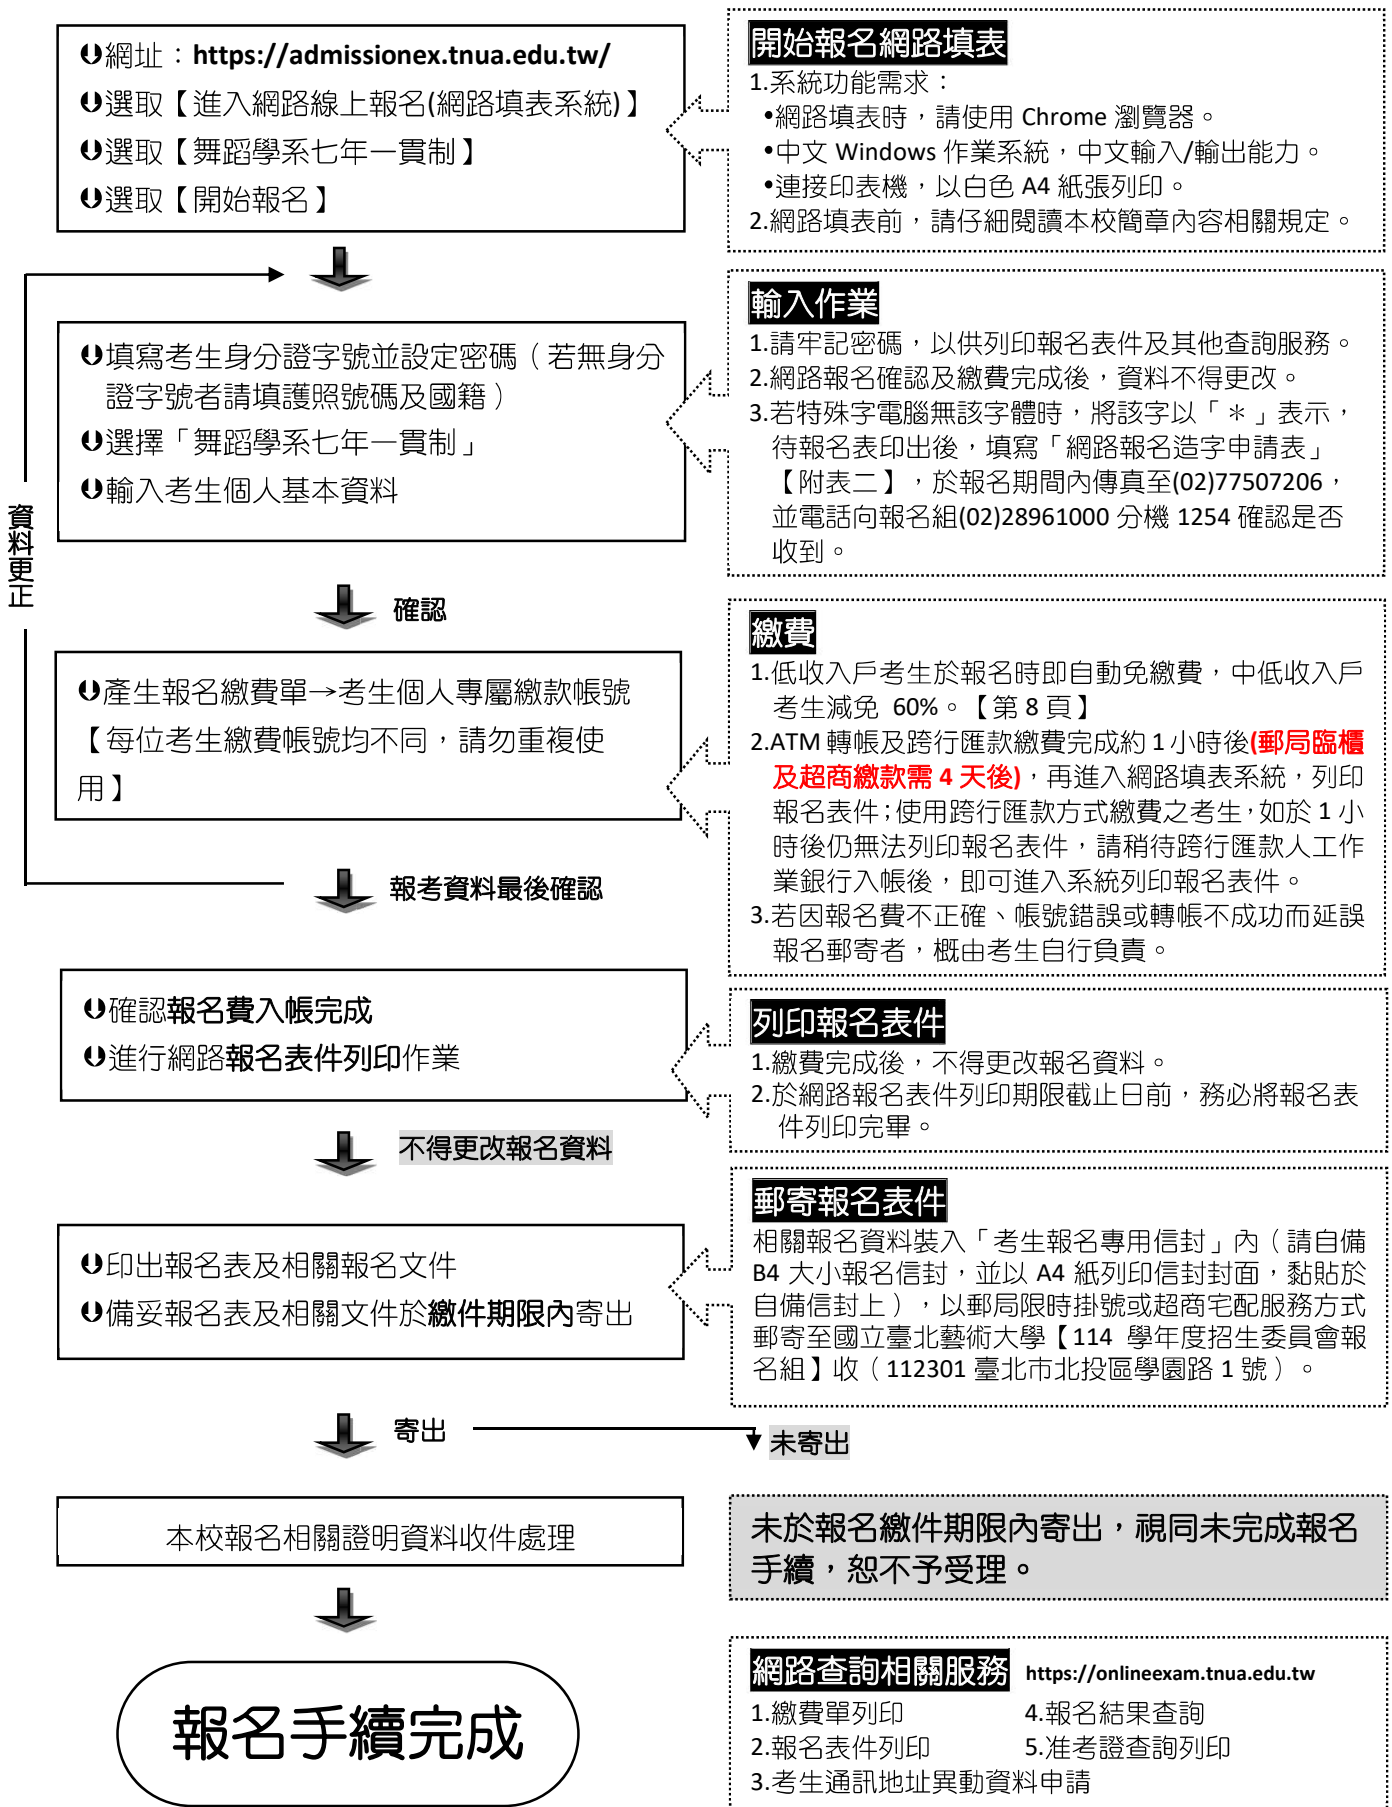 網址：https://admissionex.tnua.edu.tw/
選取【進入網路線上報名(網路填表系統)】
選取【舞蹈學系七年一貫制】
選取【開始報名】
開始報名網路填表
1.系統功能需求：
•網路填表時，請使用 Chrome 瀏覽器。
•中文 Windows 作業系統，中文輸入/輸出能力。
•連接印表機，以白色 A4 紙張列印。
2.網路填表前，請仔細閱讀本校簡章內容相關規定。
填寫考生身分證字號並設定密碼（若無身分
證字號者請填護照號碼及國籍）
選擇「舞蹈學系七年一貫制」
輸入考生個人基本資料
輸入作業
1.請牢記密碼，以供列印報名表件及其他查詢服務。
2.網路報名確認及繳費完成後，資料不得更改。
3.若特殊字電腦無該字體時，將該字以「＊」表示，
待報名表印出後，填寫「網路報名造字申請表」
【附表二】，於報名期間內傳真至(02)77507206，
並電話向報名組(02)28961000 分機 1254 確認是否
收到。
資料更正
確認
產生報名繳費單→考生個人專屬繳款帳號
【每位考生繳費帳號均不同，請勿重複使
用】
繳費
1.低收入戶考生於報名時即自動免繳費，中低收入戶
考生減免 60%。【第 8 頁】
2.ATM 轉帳及跨行匯款繳費完成約 1 小時後(郵局臨櫃
及超商繳款需 4 天後)，再進入網路填表系統，列印
報名表件；使用跨行匯款方式繳費之考生，如於 1 小
時後仍無法列印報名表件，請稍待跨行匯款人工作
業銀行入帳後，即可進入系統列印報名表件。
3.若因報名費不正確、帳號錯誤或轉帳不成功而延誤
報名郵寄者，概由考生自行負責。
報考資料最後確認
確認報名費入帳完成
進行網路報名表件列印作業
列印報名表件
1.繳費完成後，不得更改報名資料。
2.於網路報名表件列印期限截止日前，務必將報名表
件列印完畢。
不得更改報名資料
印出報名表及相關報名文件
備妥報名表及相關文件於繳件期限內寄出
郵寄報名表件
相關報名資料裝入「考生報名專用信封」內（請自備
B4 大小報名信封，並以 A4 紙列印信封封面，黏貼於
自備信封上），以郵局限時掛號或超商宅配服務方式
郵寄至國立臺北藝術大學【114 學年度招生委員會報
名組】收（112301 臺北市北投區學園路 1 號）。
寄出
未寄出
本校報名相關證明資料收件處理
未於報名繳件期限內寄出，視同未完成報名
手續，恕不予受理。
報名手續完成
網路查詢相關服務 https://onlineexam.tnua.edu.tw
1.繳費單列印 4.報名結果查詢
2.報名表件列印 5.准考證查詢列印
3.考生通訊地址異動資料申請